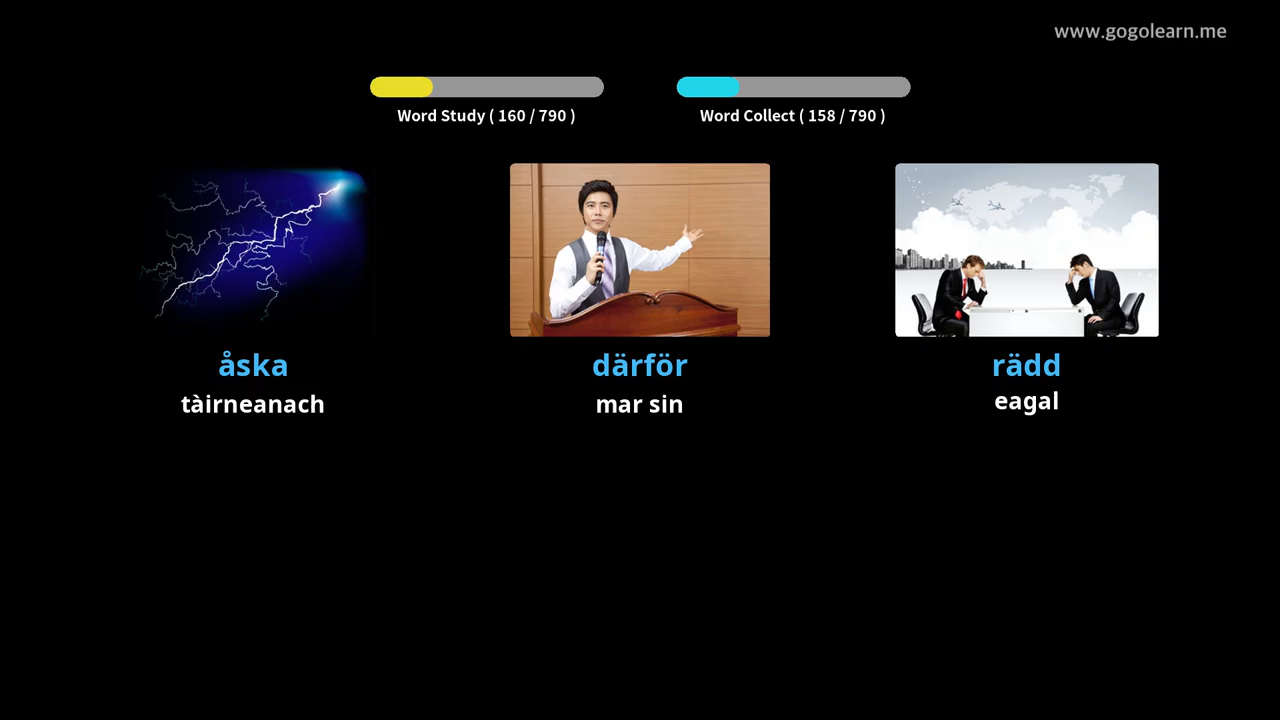 www.gogolearn.me
Word Study ( 160 / 790 )
Word Collect ( 158 / 790 )
åska
därför
rädd
tàirneanach
mar sin
eagal